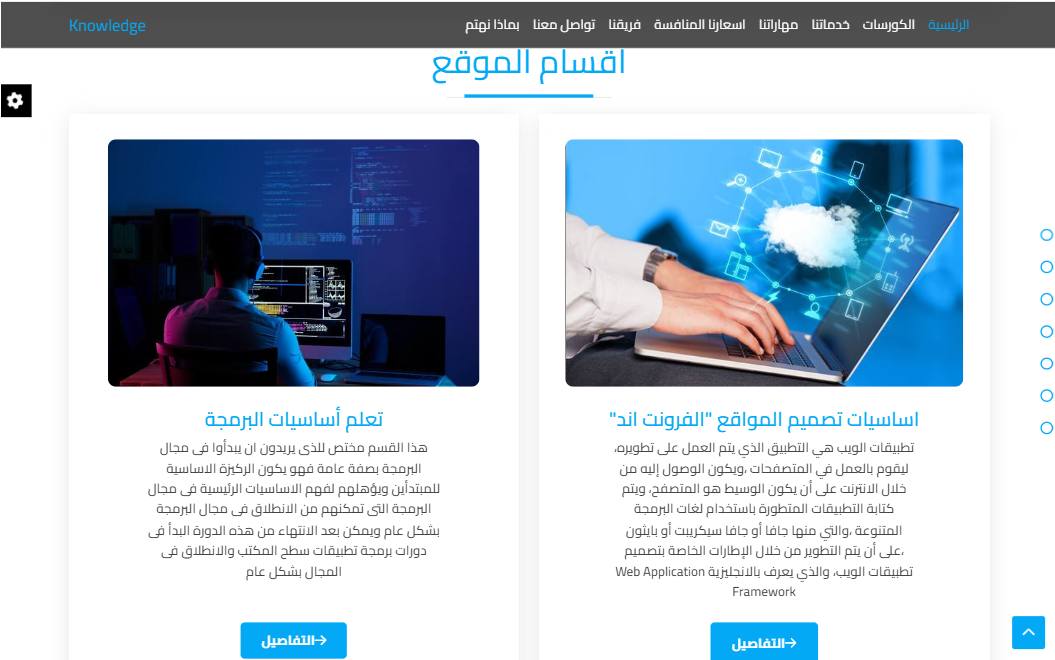 الرئيسية الكورسات خدماتنا مهاراتنا اسعارنا المنافسة فريقنا تواصل معنا بماذا نهتم
Knowledge
اقسام الموقع
اساسيات تصميم المواقع "الفرونت اند"
تطبيقات الويب هي التطبيق الذي يتم العمل على تطويره،
ليقوم بالعمل في المتصفحات ،ويكون الوصول إليه من
خلال الانترنت على أن يكون الوسيط هو المتصفح، ويتم
كتابة التطبيقات المتطورة باستخدام لغات البرمجة
المتنوعة ،والتي منها جافا أو جافا سيكريبت أو بايثون
،على أن يتم التطوير من خلال الإطارات الخاصة بتصميم
تطبيقات الويب، والذي يعرف بالانجليزية Web Application
Framework
التفاصيل
تعلم أساسيات البرمجة
هذا القسم مختص للذى يريدون ان يبدأوا فى مجال
البرمجة بصفة عامة فهو يكون الركيزة الاساسية
للمبتدأين ويؤهلهم لفهم الاساسيات الرئيسية فى مجال
البرمجة التى تمكنهم من الانطلاق فى مجال البرمجة
بشكل عام ويمكن بعد الانتهاء من هذه الدورة البدأ فى
دورات برمجة تطبيقات سطح المكتب والانطلاق فى
المجال بشكل عام
التفاصيل